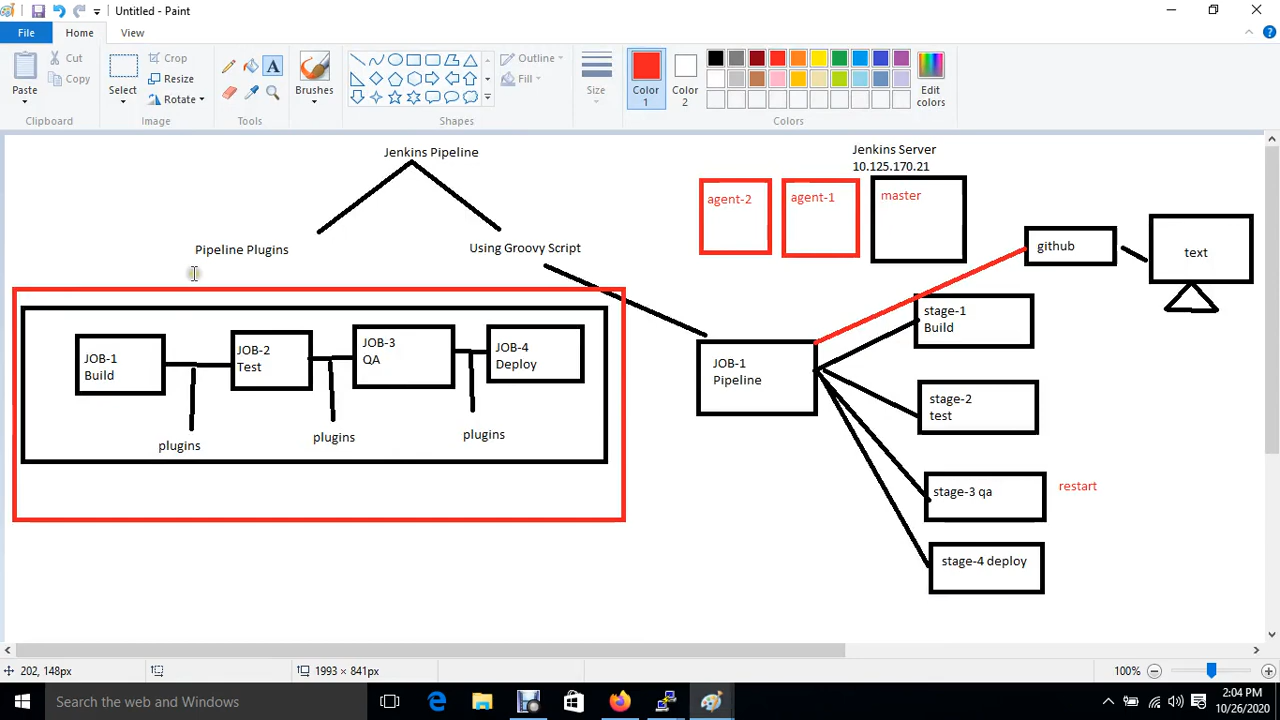 Untitled - Paint
File
Home
View
Paste
Cut
Copy
Clipboard
Select
Crop
Resize
Rotate
Image
A
Tools
Brushes
Shapes
Outline
Fill
Size
Color
1
Color
2
Edit
colors
Colors
Jenkins Pipeline
Pipeline Plugins
Using Groovy Script
JOB-1
Build
JOB-2
Test
JOB-3
QA
JOB-4
Deploy
plugins
plugins
plugins
Jenkins Server
10.125.170.21
agent-2
agent-1
master
github
text
JOB-1
Pipeline
stage-1
Build
stage-2
test
stage-3 qa
restart
stage-4 deploy
202, 148px
1993 × 841px
100%
Search the web and Windows
2:04 PM
10/26/2020